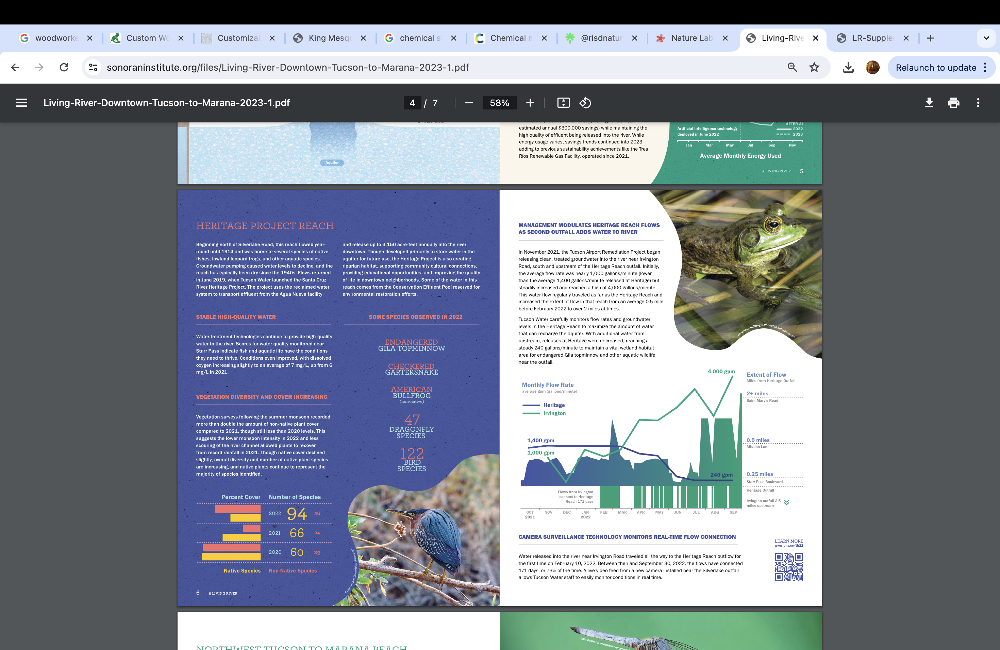 woodworke
Custom Wo
Customizab
King Mesqu
chemical s
Chemical n
@risdnatur
Nature Lab
Living-Rive
LR-Supple
sonoraninstitute.org/files/Living-River-Downtown-Tucson-to-Marana-2023-1.pdf
Relaunch to update
Living-River-Downtown-Tucson-to-Marana-2023-1.pdf
4 / 7
58%
Aquifer
estimated annual $300,000 savings) while maintaining the
high quality of effluent being released into the river. While
energy usage varies, savings trends continued into 2023,
adding to previous sustainability achievements like the Tres
Ríos Renewable Gas Facility, operated since 2021.
Artificial Intelligence technology
deployed in June 2022
AFTER AI
2022
2023
Jan Mar May Jul Sep Nov
Average Monthly Energy Used
A LIVING RIVER 5
HERITAGE PROJECT REACH
Beginning north of Silverlake Road, this reach flowed year-
round until 1914 and was home to several species of native
fishes, lowland leopard frogs, and other aquatic species.
Groundwater pumping caused water levels to decline, and the
reach has typically been dry since the 1940s. Flows returned
in June 2019, when Tucson Water launched the Santa Cruz
River Heritage Project. The project uses the reclaimed water
system to transport effluent from the Agua Nueva facility
and release up to 3,150 acre-feet annually into the river
downtown. Though developed primarily to store water in the
aquifer for future use, the Heritage Project is also creating
riparian habitat, supporting community cultural connections,
providing educational opportunities, and improving the quality
of life in downtown neighborhoods. Some of the water in this
reach comes from the Conservation Effluent Pool reserved for
environmental restoration efforts.
STABLE HIGH-QUALITY WATER
Water treatment technologies continue to provide high-quality
water to the river. Scores for water quality monitored near
Starr Pass indicate fish and aquatic life have the conditions
they need to thrive. Conditions even improved, with dissolved
oxygen increasing slightly to an average of 7 mg/L, up from 6
mg/L in 2021.
VEGETATION DIVERSITY AND COVER INCREASING
Vegetation surveys following the summer monsoon recorded
more than double the amount of non-native plant cover
compared to 2021, though still less than 2020 levels. This
suggests the lower monsoon intensity in 2022 and less
scouring of the river channel allowed plants to recover
from record rainfall in 2021. Though native cover declined
slightly, overall diversity and number of native plant species
are increasing, and native plants continue to represent the
majority of species identified.
Percent Cover Number of Species
2022 94 26
2021 66 24
2020 60 29
Native Species Non-Native Species
SOME SPECIES OBSERVED IN 2022
ENDANGERED
GILA TOPMINNOW
CHECKERED
GARTERSNAKE
AMERICAN
BULLFROG
(non-native)
47
DRAGONFLY
SPECIES
122
BIRD
SPECIES
Green heron (Butorides virescens)
6 A LIVING RIVER
MANAGEMENT MODULATES HERITAGE REACH FLOWS
AS SECOND OUTFALL ADDS WATER TO RIVER
In November 2021, the Tucson Airport Remediation Project began
releasing clean, treated groundwater into the river near Irvington
Road, south and upstream of the Heritage Reach outfall. Initially,
the average flow rate was nearly 1,000 gallons/minute (lower
than the average 1,400 gallons/minute released at Heritage) but
steadily increased and reached a high of 4,000 gallons/minute.
This water flow regularly traveled as far as the Heritage Reach and
increased the extent of flow in that reach from an average 0.5 mile
before February 2022 to over 2 miles at times.
Tucson Water carefully monitors flow rates and groundwater
levels in the Heritage Reach to maximize the amount of water
that can recharge the aquifer. With additional water from
upstream, releases at Heritage were decreased, reaching a
steady 240 gallons/minute to maintain a vital wetland habitat
area for endangered Gila topminnow and other aquatic wildlife
near the outfall.
American bullfrog (Lithobates catesbeianus)
Monthly Flow Rate
average gpm (gallons/minute)
Heritage
Irvington
4,000 gpm
1,400 gpm
1,000 gpm
240 gpm
Extent of Flow
Miles from Heritage Outfall
2+ miles
Saint Mary's Road
0.9 miles
Mission Lane
0.25 miles
Starr Pass Boulevard
Heritage Outfall
Irvington outfall 2.5
miles upstream
Flows from Irvington
connect to Heritage
Reach 171 days
OCT NOV DEC JAN FEB MAR APR MAY JUN JUL AUG SEP
2021 2022
CAMERA SURVEILLANCE TECHNOLOGY MONITORS REAL-TIME FLOW CONNECTION
Water released into the river near Irvington Road traveled all the way to the Heritage Reach outflow for
the first time on February 10, 2022. Between then and September 30, 2022, the flows have connected
171 days, or 73% of the time. A live video feed from a new camera installed near the Silverlake outfall
allows Tucson Water staff to easily monitor conditions in real time.
LEARN MORE
www.tiny.cc/tlr22
NORTHWEST TUCSON TO MARANA REACH
Blue dasher (Pachydiplax